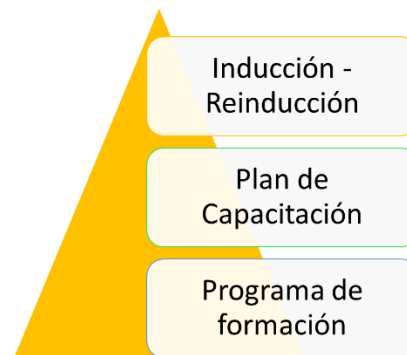 Inducción -
Reinducción
Plan de
Capacitación
Programa de
formación